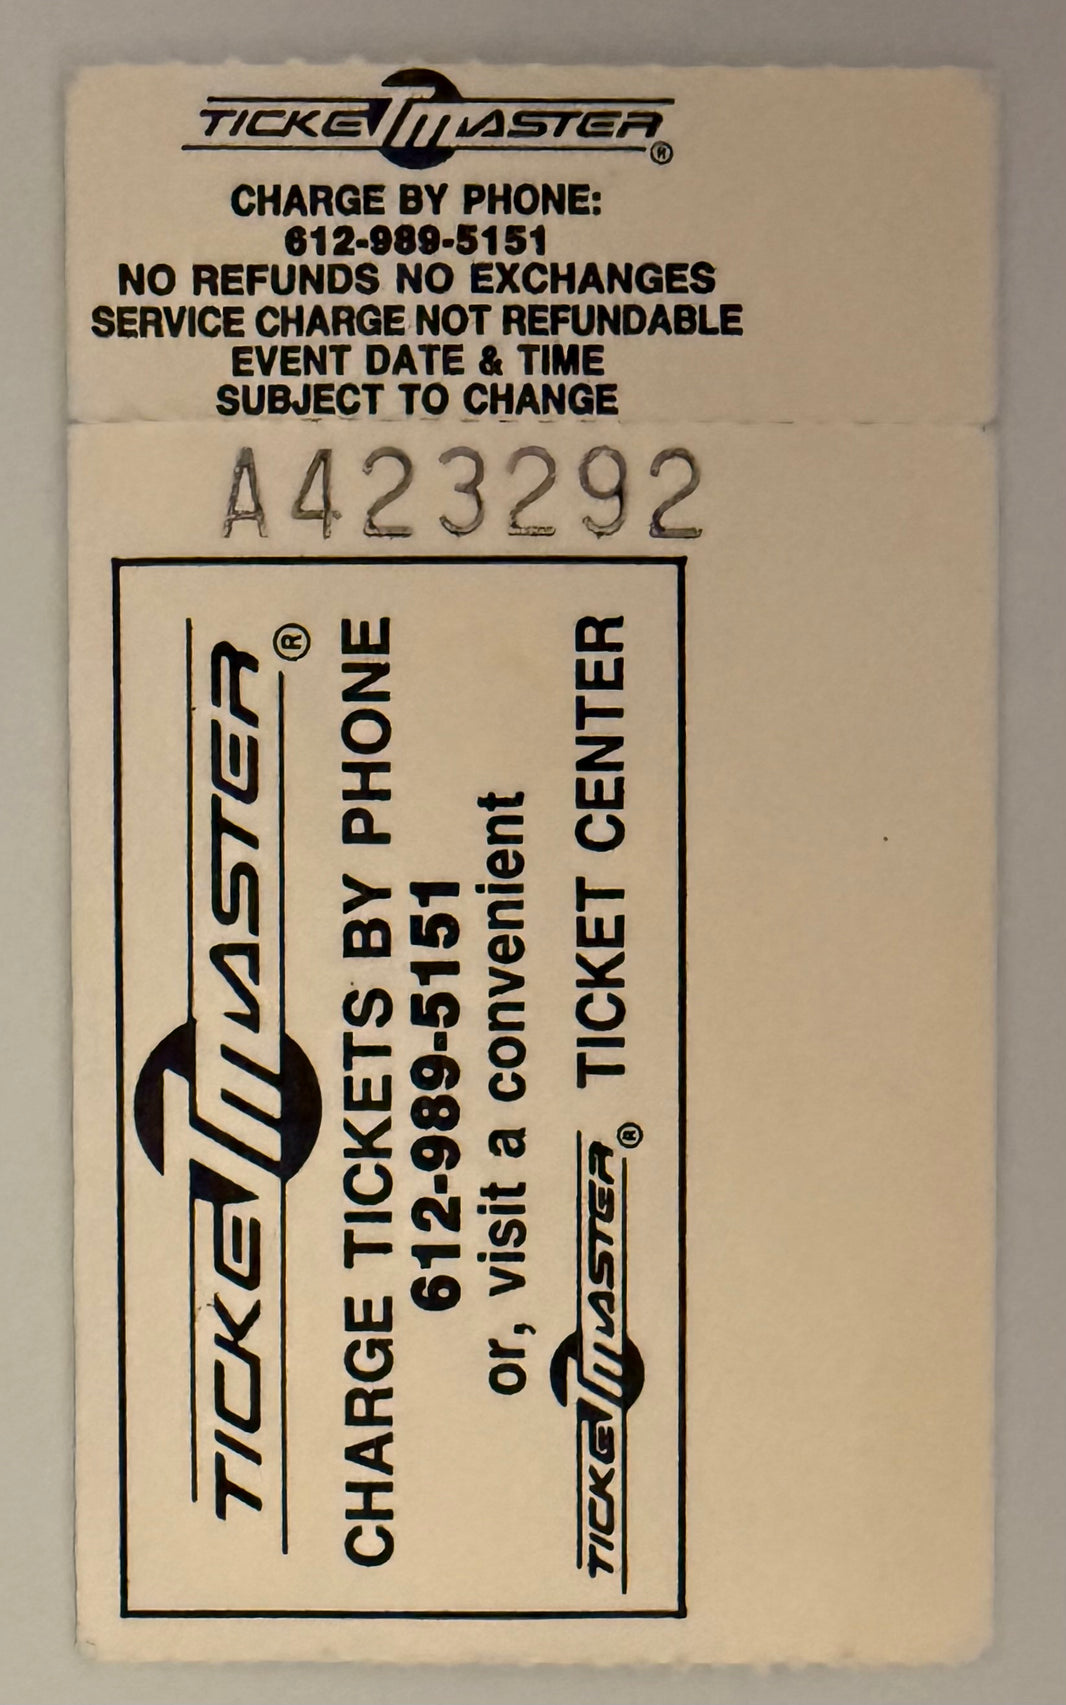 TICKETMASTER®
CHARGE BY PHONE:
612-989-5151
NO REFUNDS NO EXCHANGES
SERVICE CHARGE NOT REFUNDABLE
EVENT DATE & TIME
SUBJECT TO CHANGE
A423292
TICKETMASTER®
CHARGE TICKETS BY PHONE
612-989-5151
or, visit a convenient
TICKETMASTER® TICKET CENTER